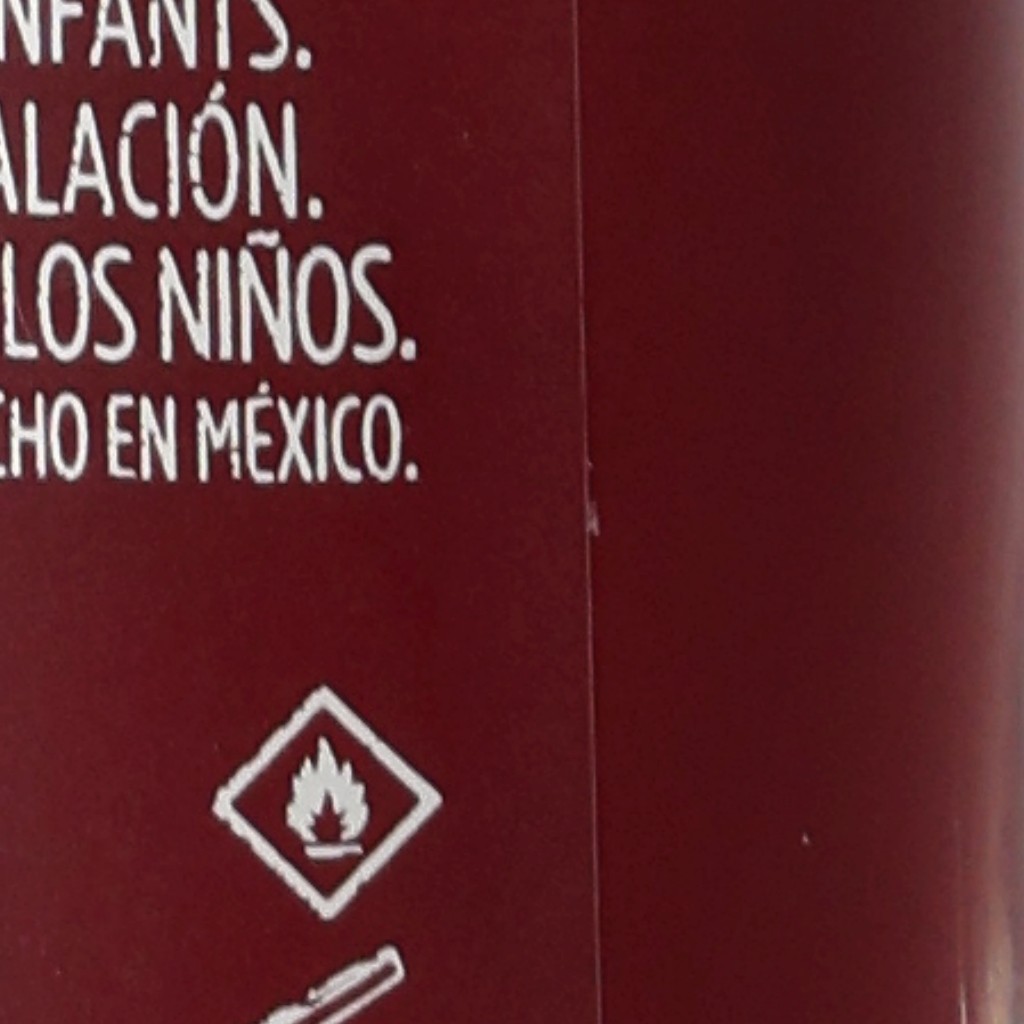 NFANTS.
ALACIÓN.
LOS NIÑOS.
CHO EN MÉXICO.